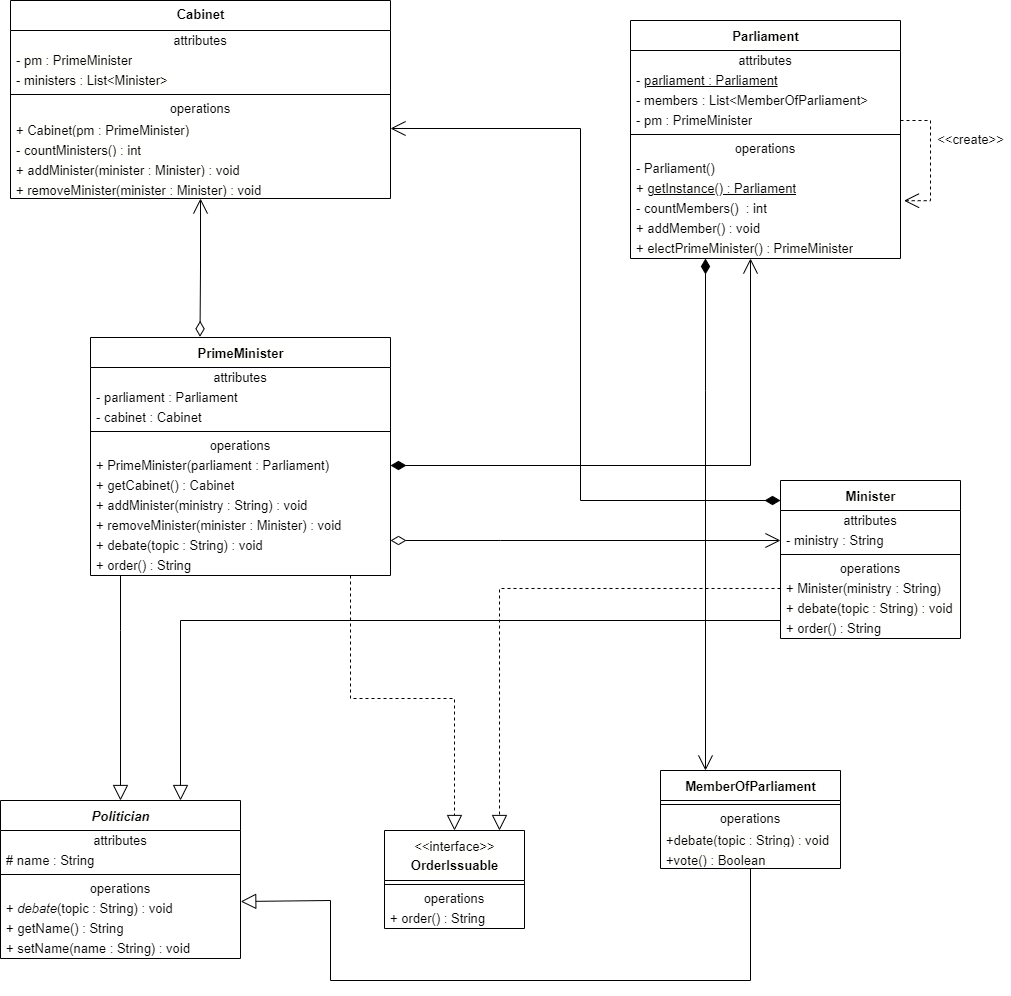 Cabinet
attributes
- pm : PrimeMinister
- ministers : List<Minister>
operations
+ Cabinet(pm : PrimeMinister)
- countMinisters() : int
+ addMinister(minister : Minister) : void
+ removeMinister(minister : Minister) : void
Parliament
attributes
- parliament : Parliament
- members : List<MemberOfParliament>
- pm : PrimeMinister
operations
- Parliament()
+ getInstance() : Parliament
- countMembers()  : int
+ addMember() : void
+ electPrimeMinister() : PrimeMinister
<<create>>
PrimeMinister
attributes
- parliament : Parliament
- cabinet : Cabinet
operations
+ PrimeMinister(parliament : Parliament)
+ getCabinet() : Cabinet
+ addMinister(ministry : String) : void
+ removeMinister(minister : Minister) : void
+ debate(topic : String) : void
+ order() : String
Minister
attributes
- ministry : String
operations
+ Minister(ministry : String)
+ debate(topic : String) : void
+ order() : String
Politician
attributes
# name : String
operations
+ debate(topic : String) : void
+ getName() : String
+ setName(name : String) : void
<<interface>>
OrderIssuable
operations
+ order() : String
MemberOfParliament
operations
+debate(topic : String) : void
+vote() : Boolean